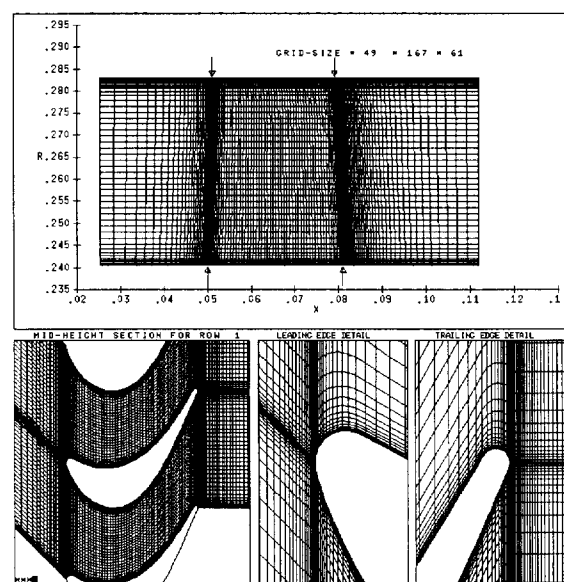 .295
.290
GRID-SIZE = 49 * 167 * 61
.285
.280
.275
.270
R .265
.260
.255
.250
.245
.240
.235
.02 .03 .04 .05 .06 .07 .08 .09 .10 .11 .12 .1
X
MID-HEIGHT SECTION FOR ROW 1
LEADING EDGE DETAIL
TRAILING EDGE DETAIL